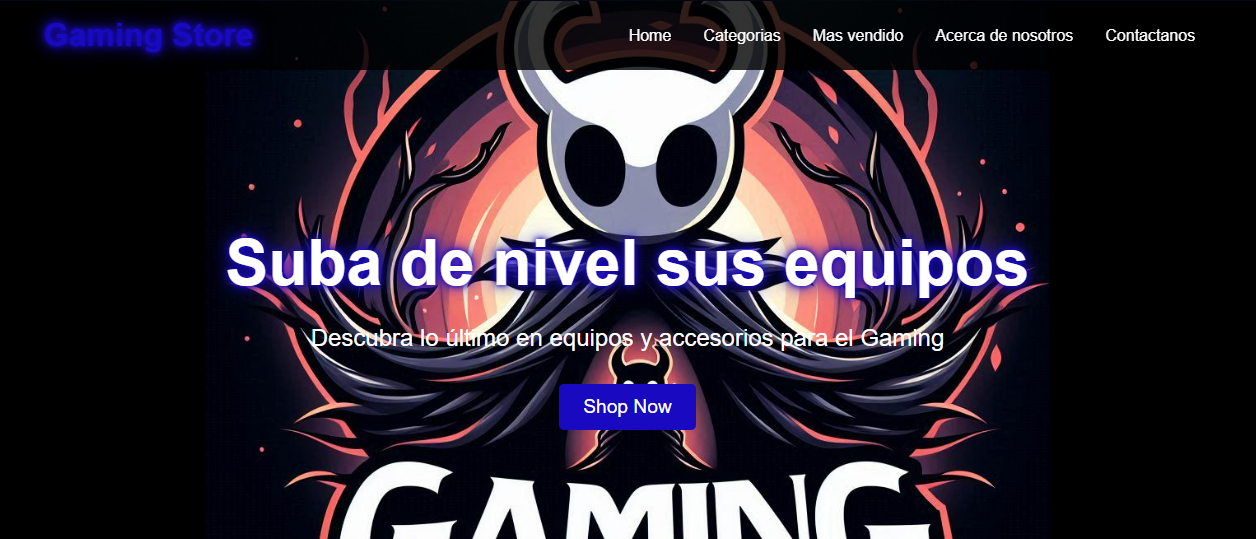 Gaming Store
Home Categorias Mas vendido Acerca de nosotros Contactanos
Suba de nivel sus equipos
Descubra lo último en equipos y accesorios para el Gaming
Shop Now
GAMING